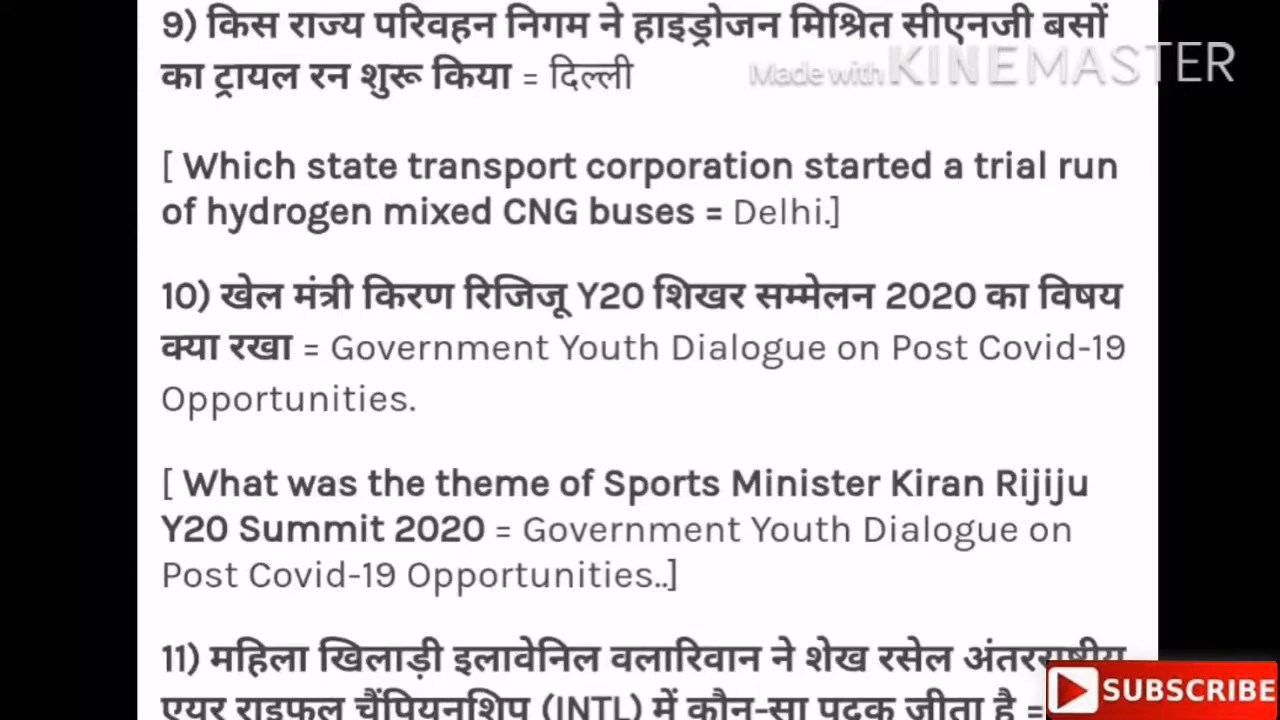 9) किस राज्य परिवहन निगम ने हाइड्रोजन मिश्रित सीएनजी बसों
Made with KINEMASTER
का ट्रायल रन शुरू किया = दिल्ली
[ Which state transport corporation started a trial run
of hydrogen mixed CNG buses = Delhi.]
10) खेल मंत्री किरण रिजिजू Y20 शिखर सम्मेलन 2020 का विषय
क्या रखा = Government Youth Dialogue on Post Covid-19
Opportunities.
[ What was the theme of Sports Minister Kiran Rijiju
Y20 Summit 2020 = Government Youth Dialogue on
Post Covid-19 Opportunities..]
11) महिला खिलाड़ी इलावेनिल वलारिवान ने शेख रसेल अंतरराष्ट्रीय
एयर राइफल चैंपियनशिप (INTL) में कौन-सा पदक जीता है =
SUBSCRIBE